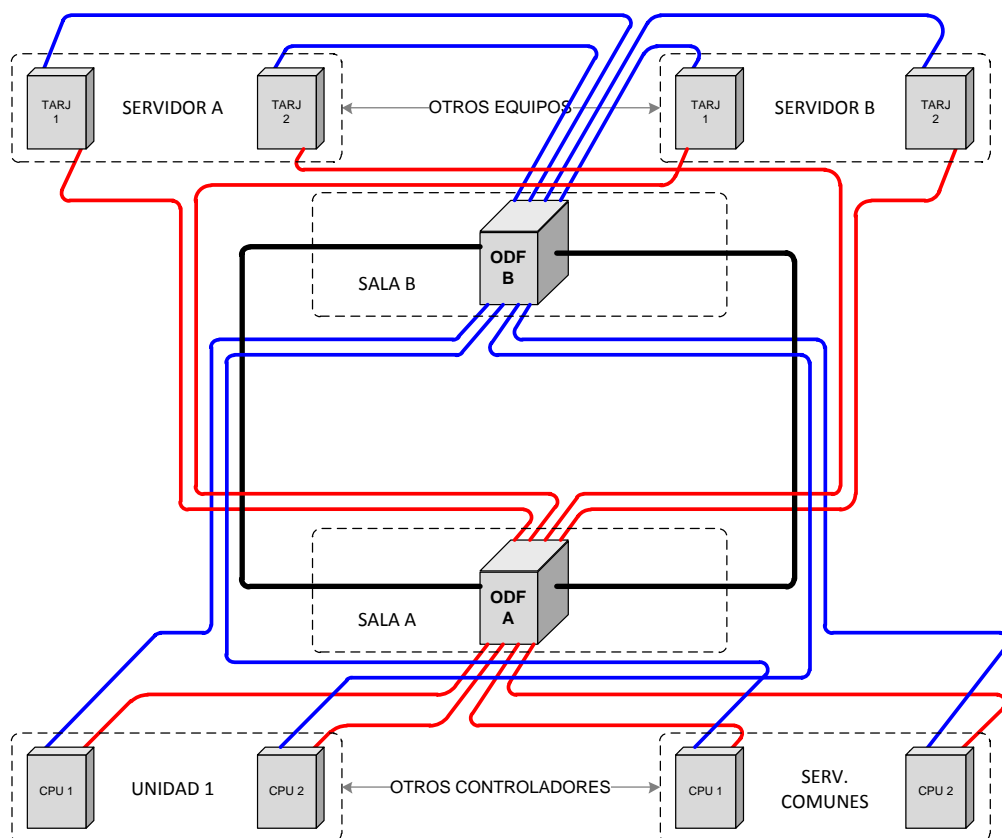 TARJ
1
SERVIDOR A
TARJ
2
OTROS EQUIPOS
TARJ
1
SERVIDOR B
TARJ
2
ODF
B
SALA B
ODF
A
SALA A
CPU 1
UNIDAD 1
CPU 2
OTROS CONTROLADORES
CPU 1
SERV.
COMUNES
CPU 2